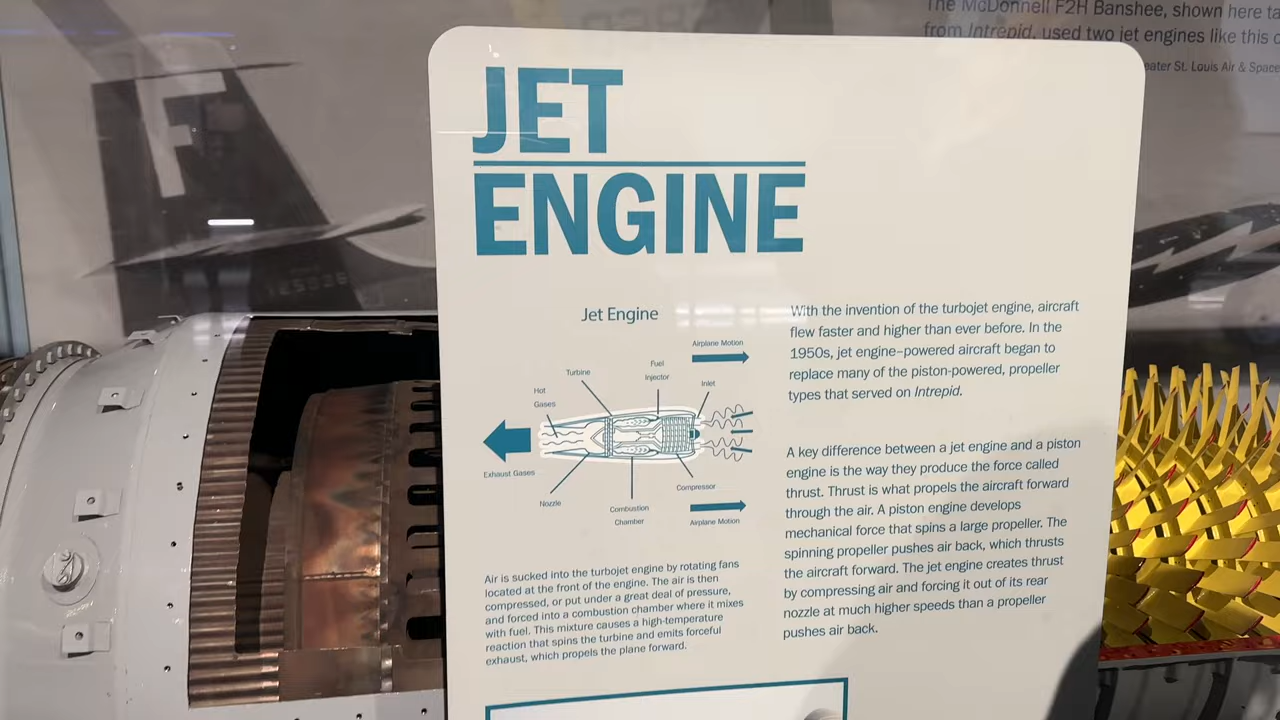 The McDonnell F2H Banshee, shown here ta
from Intrepid, used two jet engines like this
eater St. Louis Air & Space
F
JET
ENGINE
Jet Engine
Airplane Motion
Fuel
Injector
Turbine
Inlet
Hot
Gases
Exhaust Gases
Compressor
Nozzle
Combustion
Chamber
Airplane Motion
Air is sucked into the turbojet engine by rotating fans
located at the front of the engine. The air is then
compressed, or put under a great deal of pressure,
and forced into a combustion chamber where it mixes
with fuel. This mixture causes a high-temperature
reaction that spins the turbine and emits forceful
exhaust, which propels the plane forward.
With the invention of the turbojet engine, aircraft
flew faster and higher than ever before. In the
1950s, jet engine–powered aircraft began to
replace many of the piston-powered, propeller
types that served on Intrepid.
A key difference between a jet engine and a piston
engine is the way they produce the force called
thrust. Thrust is what propels the aircraft forward
through the air. A piston engine develops
mechanical force that spins a large propeller. The
spinning propeller pushes air back, which thrusts
the aircraft forward. The jet engine creates thrust
by compressing air and forcing it out of its rear
nozzle at much higher speeds than a propeller
pushes air back.